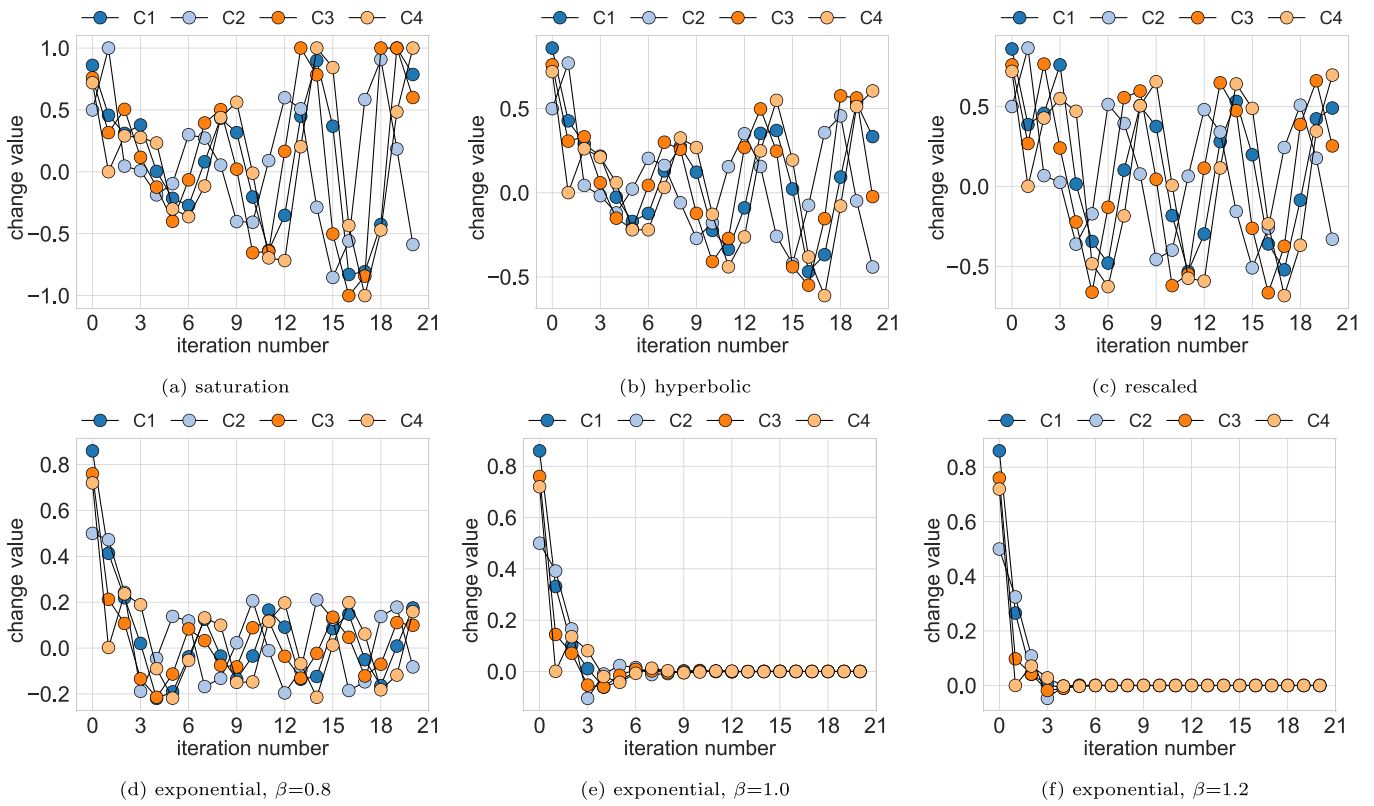 C1 C2 C3 C4
C1 C2 C3 C4
C1 C2 C3 C4
change value
1.0
0.5
0.0
−0.5
−1.0
0 3 6 9 12 15 18 21
iteration number
(a) saturation
change value
0.5
0.0
−0.5
0 3 6 9 12 15 18 21
iteration number
(b) hyperbolic
change value
0.5
0.0
−0.5
0 3 6 9 12 15 18 21
iteration number
(c) rescaled
C1 C2 C3 C4
C1 C2 C3 C4
C1 C2 C3 C4
change value
0.8
0.6
0.4
0.2
0.0
−0.2
0 3 6 9 12 15 18 21
iteration number
(d) exponential, β=0.8
change value
0.8
0.6
0.4
0.2
0.0
0 3 6 9 12 15 18 21
iteration number
(e) exponential, β=1.0
change value
0.8
0.6
0.4
0.2
0.0
0 3 6 9 12 15 18 21
iteration number
(f) exponential, β=1.2